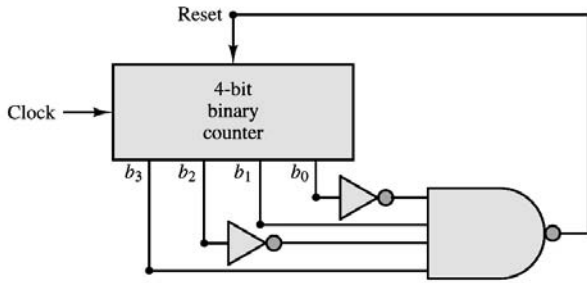 Reset
4-bit
binary
counter
Clock
b3 b2 b1 b0